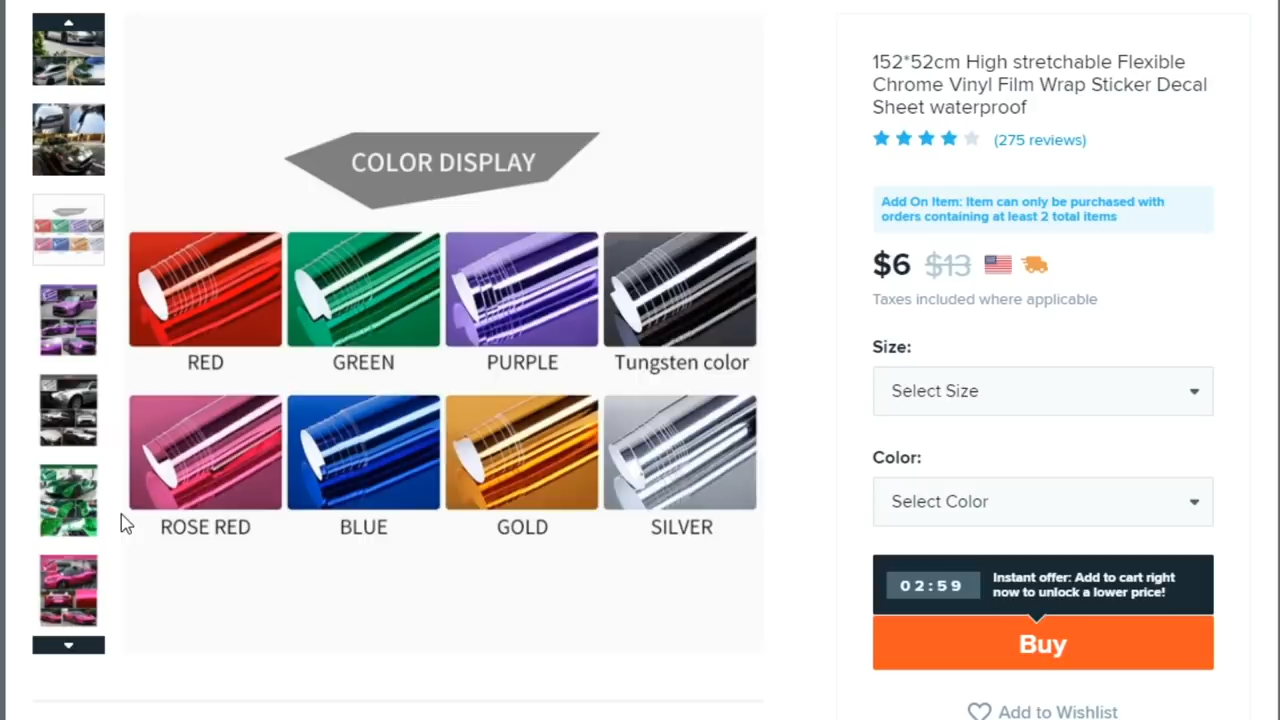 COLOR DISPLAY
RED
GREEN
PURPLE
Tungsten color
ROSE RED
BLUE
GOLD
SILVER
152*52cm High stretchable Flexible
Chrome Vinyl Film Wrap Sticker Decal
Sheet waterproof
(275 reviews)
Add On Item: Item can only be purchased with
orders containing at least 2 total items
$6 $13
Taxes included where applicable
Size:
Select Size
Color:
Select Color
02:59
Instant offer: Add to cart right
now to unlock a lower price!
Buy
Add to Wishlist